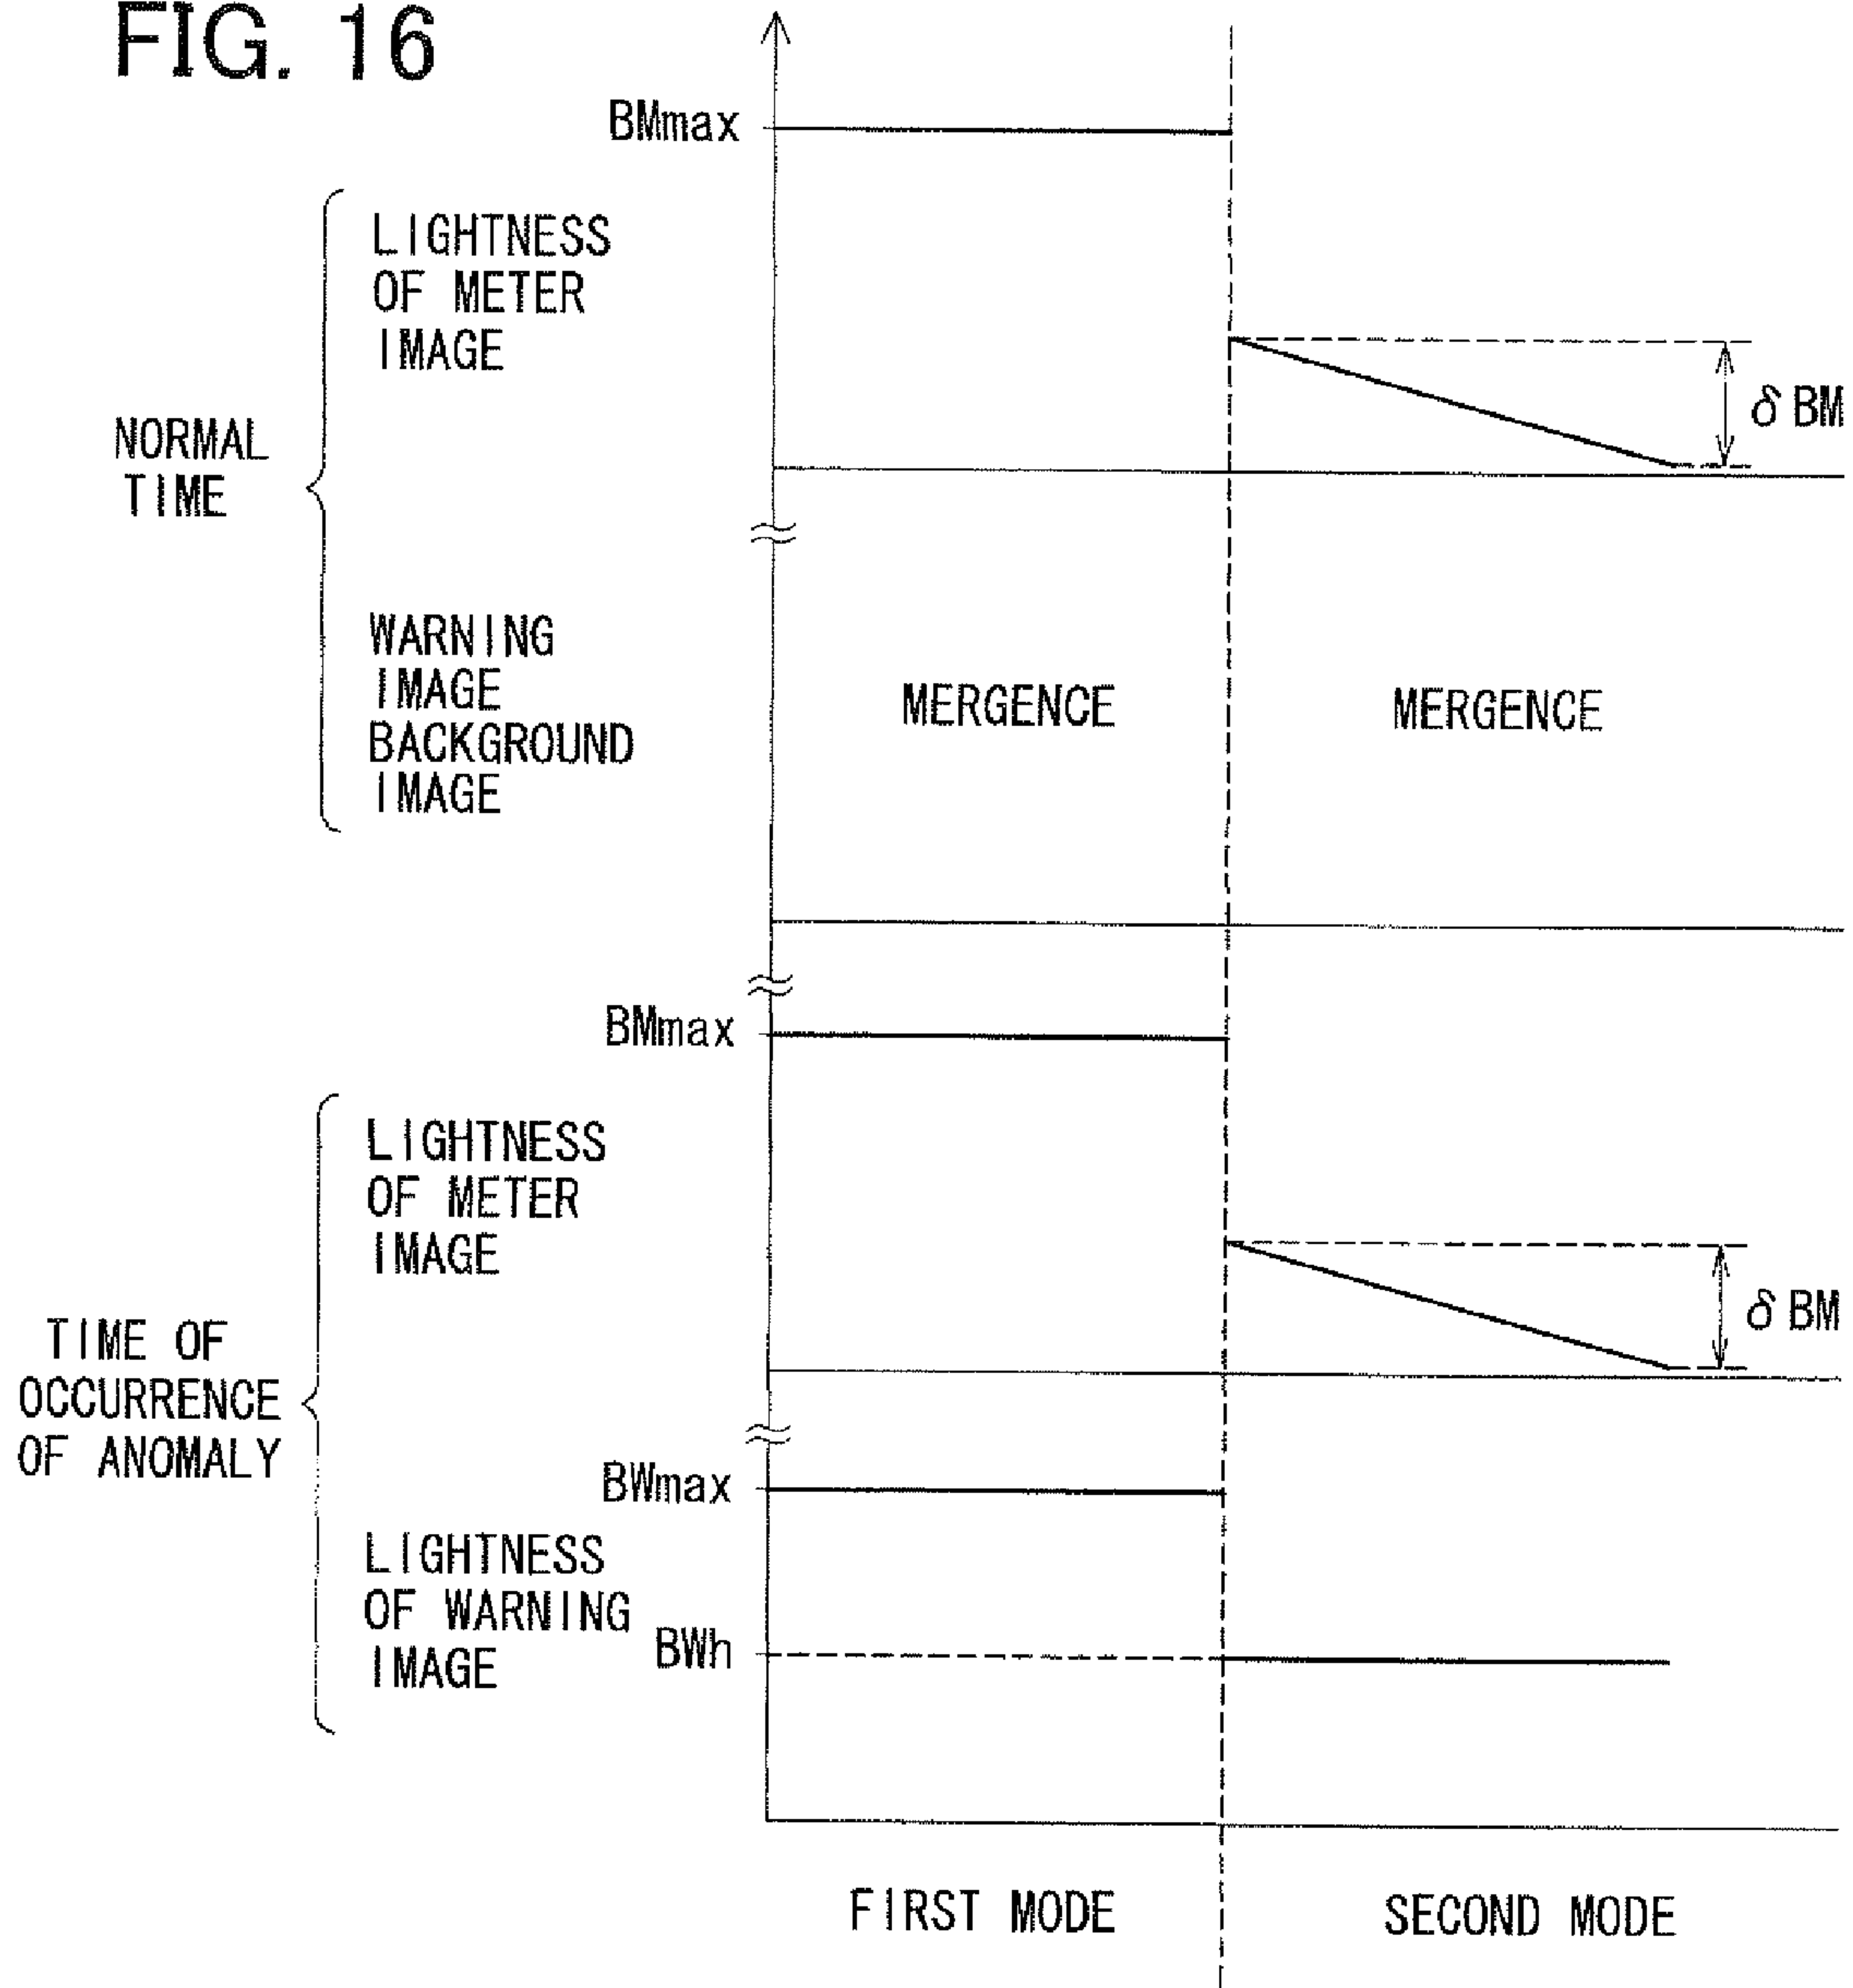 FIG. 16
BMmax
LIGHTNESS
OF METER
IMAGE
δ BM
NORMAL
TIME
WARNING
IMAGE
BACKGROUND
IMAGE
MERGENCE
MERGENCE
BMmax
LIGHTNESS
OF METER
IMAGE
δ BM
TIME OF
OCCURRENCE
OF ANOMALY
BWmax
LIGHTNESS
OF WARNING
IMAGE
BWh
FIRST MODE
SECOND MODE